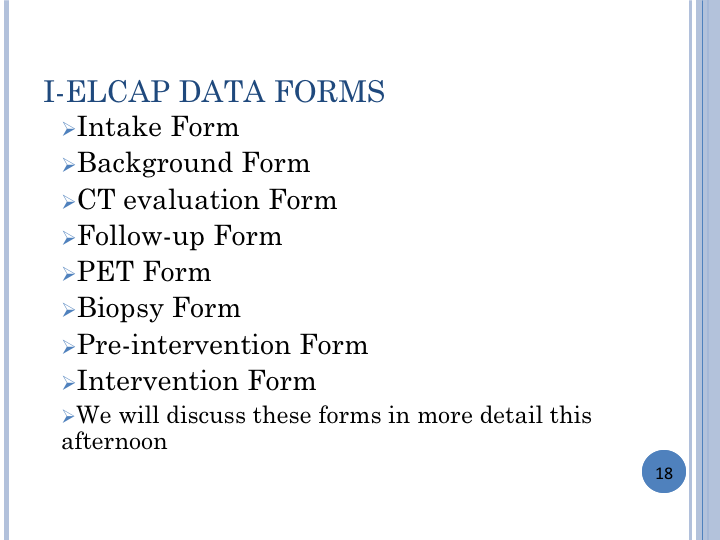 I-ELCAP DATA FORMS
➢Intake Form
➢Background Form
➢CT evaluation Form
➢Follow-up Form
➢PET Form
➢Biopsy Form
➢Pre-intervention Form
➢Intervention Form
➢We will discuss these forms in more detail this
afternoon
18